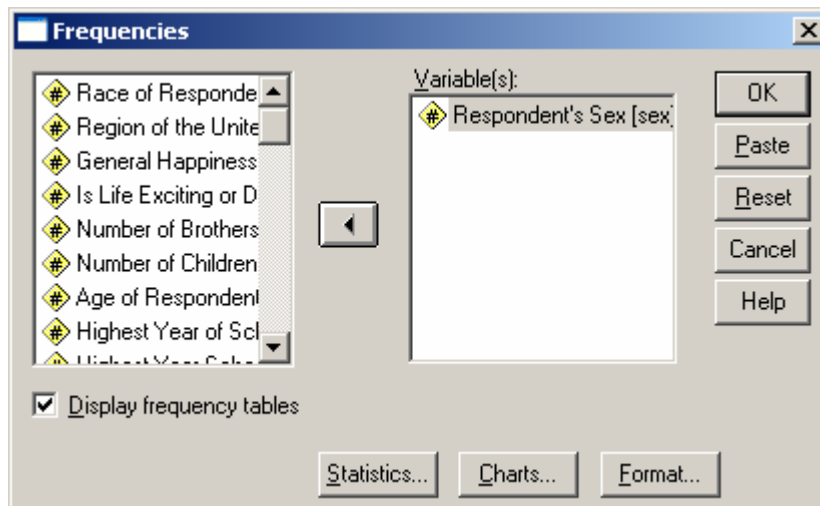 Frequencies
Race of Responde
Region of the Unite
General Happiness
Is Life Exciting or D
Number of Brothers
Number of Children
Age of Respondent
Highest Year of Scl
Variable(s):
Respondent's Sex [sex]
OK
Paste
Reset
Cancel
Help
Display frequency tables
Statistics...
Charts...
Format...